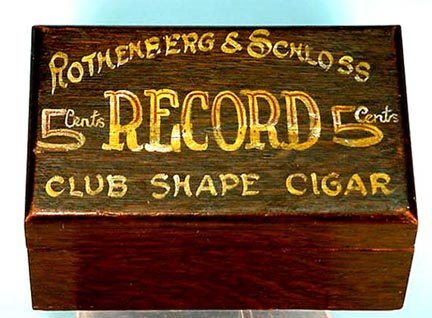 ROTHENBERG & SCHLOSS
5 Cents RECORD 5 Cents
CLUB SHAPE CIGAR